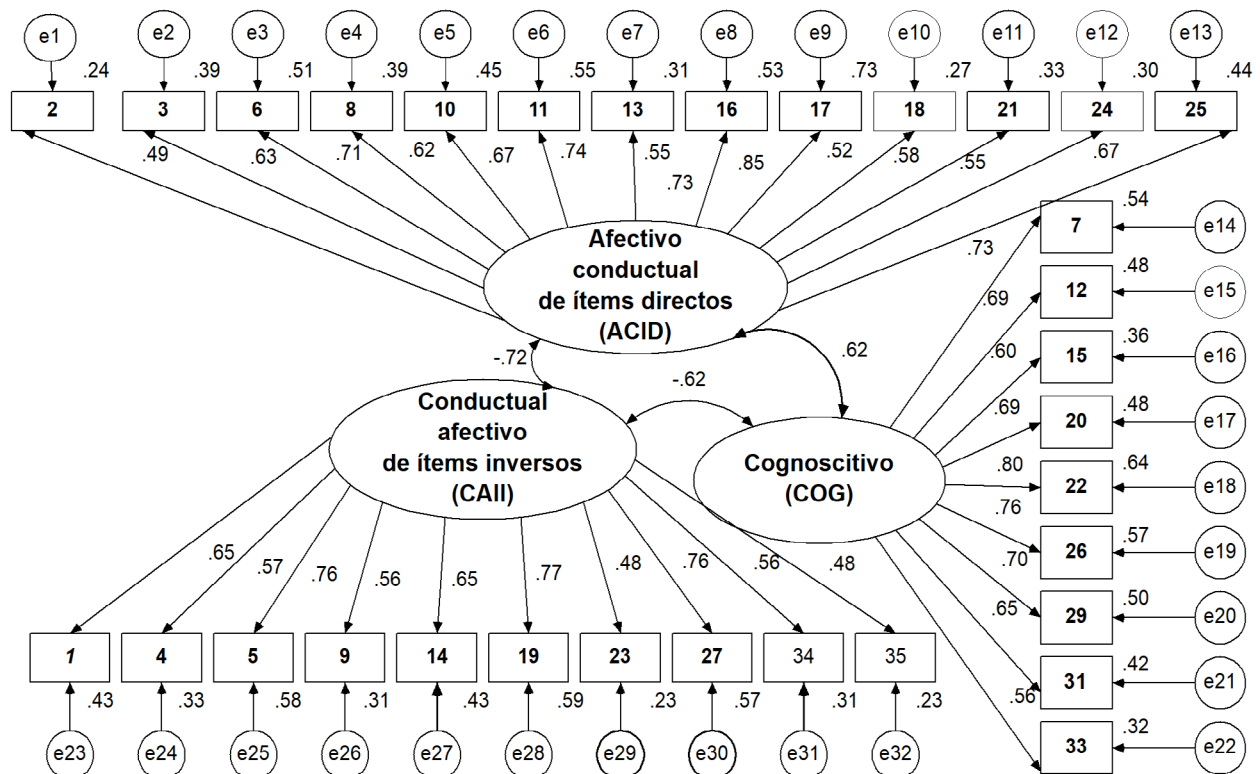 e1 e2 e3 e4 e5 e6 e7 e8 e9 e10 e11 e12 e13
.24 .39 .51 .39 .45 .55 .31 .53 .73 .27 .33 .30 .44
2 3 6 8 10 11 13 16 17 18 21 24 25
.49 .63 .71 .62 .67 .74 .55 .73 .85 .52 .58 .55 .67
Afectivo
conductual
de ítems directos
(ACID)
-.72
-.62
.62
Conductual
afectivo
de ítems inversos
(CAII)
Cognoscitivo
(COG)
.73 7 .54 e14
.69 12 .48 e15
.60 15 .36 e16
.69 20 .48 e17
.80 22 .64 e18
.76 26 .57 e19
.70 29 .50 e20
.65 31 .42 e21
.56 33 .32 e22
.65 .57 .76 .56 .65 .77 .48 .76 .56 .48
1 4 5 9 14 19 23 27 34 35
.43 .33 .58 .31 .43 .59 .23 .57 .31 .23
e23 e24 e25 e26 e27 e28 e29 e30 e31 e32